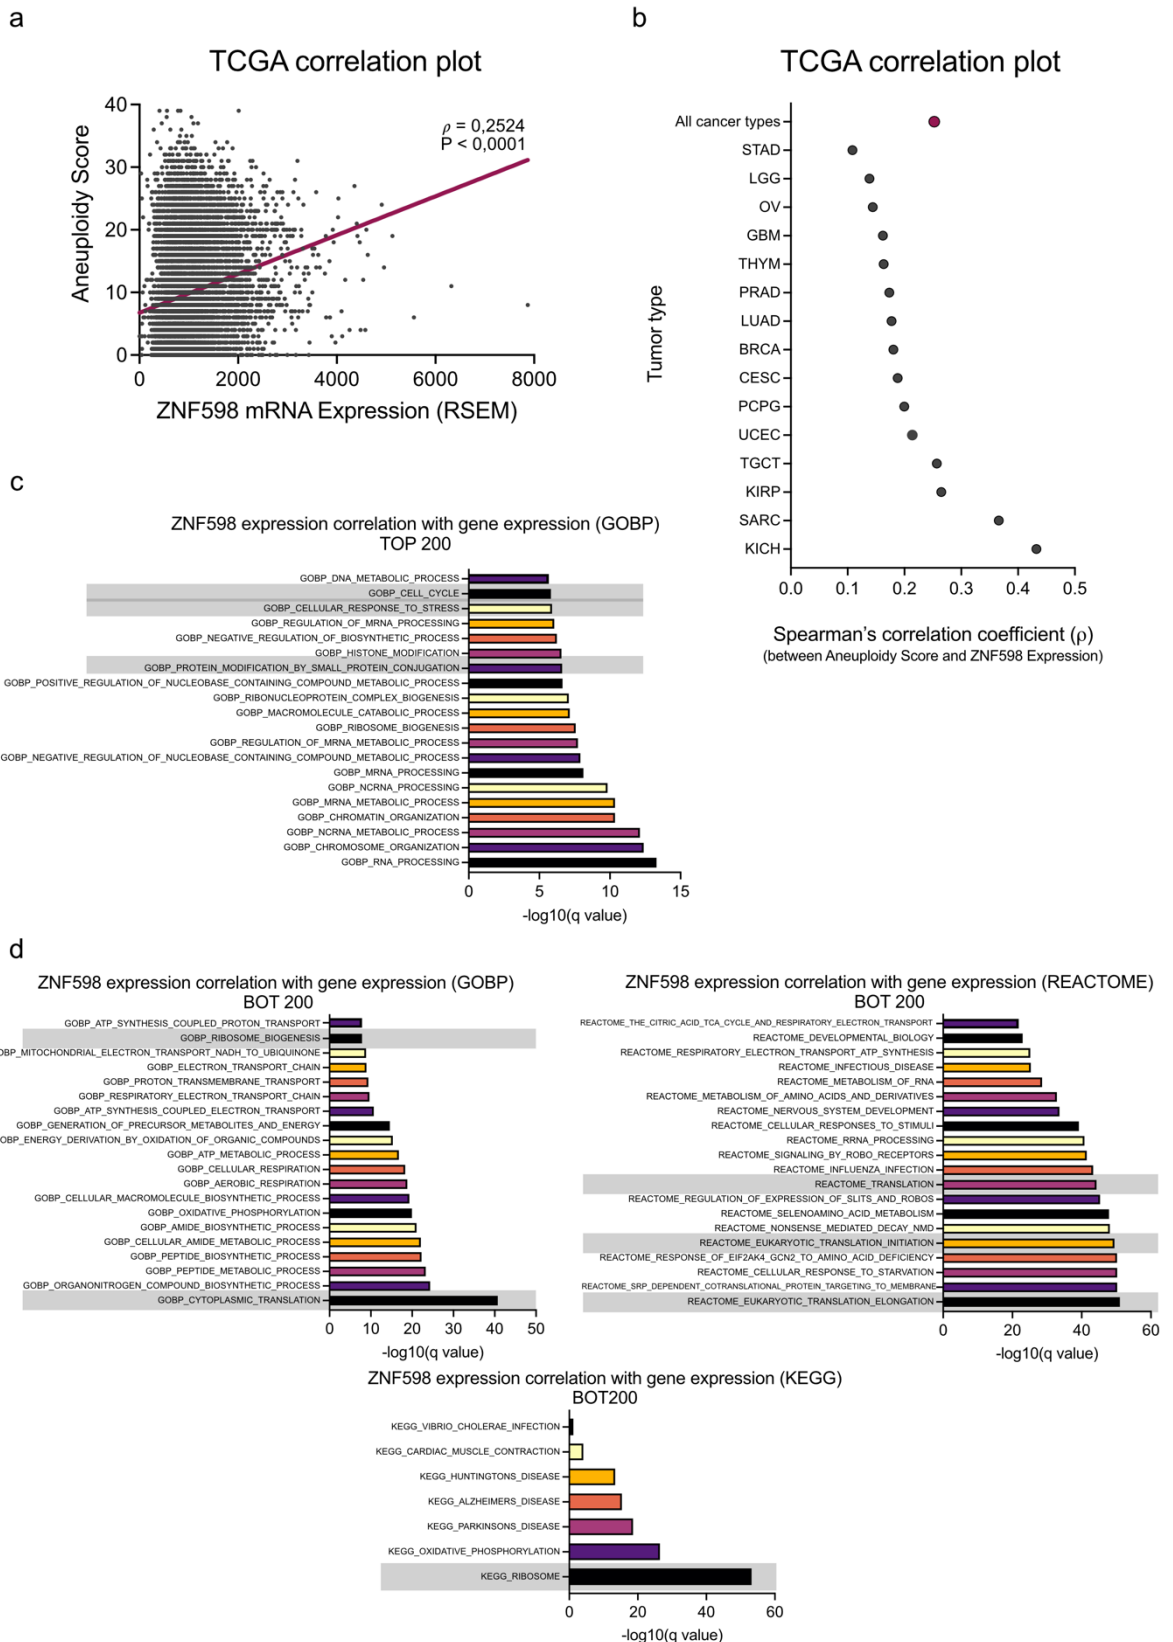 a
TCGA correlation plot
ρ = 0,2524
P < 0,0001
Aneuploidy Score
40
30
20
10
0
0 2000 4000 6000 8000
ZNF598 mRNA Expression (RSEM)
b
TCGA correlation plot
Tumor type
All cancer types
STAD
LGG
OV
GBM
THYM
PRAD
LUAD
BRCA
CESC
PCPG
UCEC
TGCT
KIRP
SARC
KICH
0.0 0.1 0.2 0.3 0.4 0.5
Spearman's correlation coefficient (ρ)
(between Aneuploidy Score and ZNF598 Expression)
c
ZNF598 expression correlation with gene expression (GOBP)
TOP 200
GOBP_DNA_METABOLIC_PROCESS
GOBP_CELL_CYCLE
GOBP_CELLULAR_RESPONSE_TO_STRESS
GOBP_REGULATION_OF_MRNA_PROCESSING
GOBP_NEGATIVE_REGULATION_OF_BIOSYNTHETIC_PROCESS
GOBP_HISTONE_MODIFICATION
GOBP_PROTEIN_MODIFICATION_BY_SMALL_PROTEIN_CONJUGATION
GOBP_POSITIVE_REGULATION_OF_NUCLEOBASE_CONTAINING_COMPOUND_METABOLIC_PROCESS
GOBP_RIBONUCLEOPROTEIN_COMPLEX_BIOGENESIS
GOBP_MACROMOLECULE_CATABOLIC_PROCESS
GOBP_RIBOSOME_BIOGENESIS
GOBP_REGULATION_OF_MRNA_METABOLIC_PROCESS
GOBP_NEGATIVE_REGULATION_OF_NUCLEOBASE_CONTAINING_COMPOUND_METABOLIC_PROCESS
GOBP_MRNA_PROCESSING
GOBP_NCRNA_PROCESSING
GOBP_MRNA_METABOLIC_PROCESS
GOBP_CHROMATIN_ORGANIZATION
GOBP_NCRNA_METABOLIC_PROCESS
GOBP_CHROMOSOME_ORGANIZATION
GOBP_RNA_PROCESSING
0 5 10 15
-log10(q value)
d
ZNF598 expression correlation with gene expression (GOBP)
BOT 200
GOBP_ATP_SYNTHESIS_COUPLED_PROTON_TRANSPORT
GOBP_RIBOSOME_BIOGENESIS
OBP_MITOCHONDRIAL_ELECTRON_TRANSPORT_NADH_TO_UBIQUINONE
GOBP_ELECTRON_TRANSPORT_CHAIN
GOBP_PROTON_TRANSMEMBRANE_TRANSPORT
GOBP_RESPIRATORY_ELECTRON_TRANSPORT_CHAIN
GOBP_ATP_SYNTHESIS_COUPLED_ELECTRON_TRANSPORT
GOBP_GENERATION_OF_PRECURSOR_METABOLITES_AND_ENERGY
OBP_ENERGY_DERIVATION_BY_OXIDATION_OF_ORGANIC_COMPOUNDS
GOBP_ATP_METABOLIC_PROCESS
GOBP_CELLULAR_RESPIRATION
GOBP_AEROBIC_RESPIRATION
GOBP_CELLULAR_MACROMOLECULE_BIOSYNTHETIC_PROCESS
GOBP_OXIDATIVE_PHOSPHORYLATION
GOBP_AMIDE_BIOSYNTHETIC_PROCESS
GOBP_CELLULAR_AMIDE_METABOLIC_PROCESS
GOBP_PEPTIDE_BIOSYNTHETIC_PROCESS
GOBP_PEPTIDE_METABOLIC_PROCESS
GOBP_ORGANONITROGEN_COMPOUND_BIOSYNTHETIC_PROCESS
GOBP_CYTOPLASMIC_TRANSLATION
0 10 20 30 40 50
-log10(q value)
ZNF598 expression correlation with gene expression (REACTOME)
BOT 200
REACTOME_THE_CITRIC_ACID_TCA_CYCLE_AND_RESPIRATORY_ELECTRON_TRANSPORT
REACTOME_DEVELOPMENTAL_BIOLOGY
REACTOME_RESPIRATORY_ELECTRON_TRANSPORT_ATP_SYNTHESIS
REACTOME_INFECTIOUS_DISEASE
REACTOME_METABOLISM_OF_RNA
REACTOME_METABOLISM_OF_AMINO_ACIDS_AND_DERIVATIVES
REACTOME_NERVOUS_SYSTEM_DEVELOPMENT
REACTOME_CELLULAR_RESPONSES_TO_STIMULI
REACTOME_RRNA_PROCESSING
REACTOME_SIGNALING_BY_ROBO_RECEPTORS
REACTOME_INFLUENZA_INFECTION
REACTOME_TRANSLATION
REACTOME_REGULATION_OF_EXPRESSION_OF_SLITS_AND_ROBOS
REACTOME_SELENOAMINO_ACID_METABOLISM
REACTOME_NONSENSE_MEDIATED_DECAY_NMD
REACTOME_EUKARYOTIC_TRANSLATION_INITIATION
REACTOME_RESPONSE_OF_EIF2AK4_GCN2_TO_AMINO_ACID_DEFICIENCY
REACTOME_CELLULAR_RESPONSE_TO_STARVATION
REACTOME_SRP_DEPENDENT_COTRANSLATIONAL_PROTEIN_TARGETING_TO_MEMBRANE
REACTOME_EUKARYOTIC_TRANSLATION_ELONGATION
0 20 40 60
-log10(q value)
ZNF598 expression correlation with gene expression (KEGG)
BOT200
KEGG_VIBRIO_CHOLERAE_INFECTION
KEGG_CARDIAC_MUSCLE_CONTRACTION
KEGG_HUNTINGTONS_DISEASE
KEGG_ALZHEIMERS_DISEASE
KEGG_PARKINSONS_DISEASE
KEGG_OXIDATIVE_PHOSPHORYLATION
KEGG_RIBOSOME
0 20 40 60
-log10(q value)